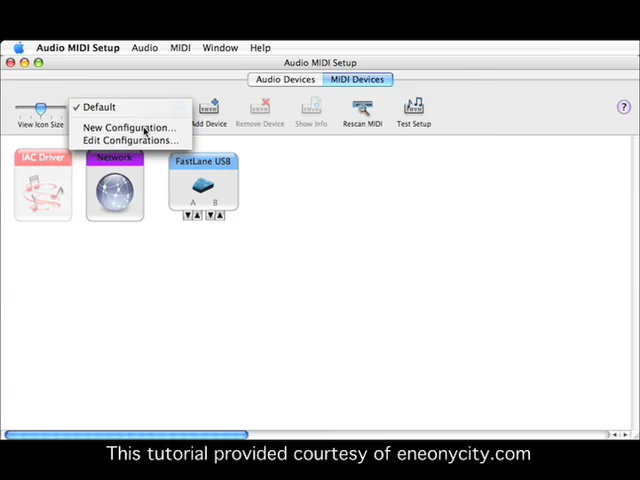 Audio MIDI Setup Audio MIDI Window Help
Audio MIDI Setup
Audio Devices MIDI Devices
✓ Default
New Configuration...
Edit Configurations...
View Icon Size Add Device Remove Device Show Info Rescan MIDI Test Setup ?
IAC Driver Network FastLane USB
A B
This tutorial provided courtesy of eneonycity.com